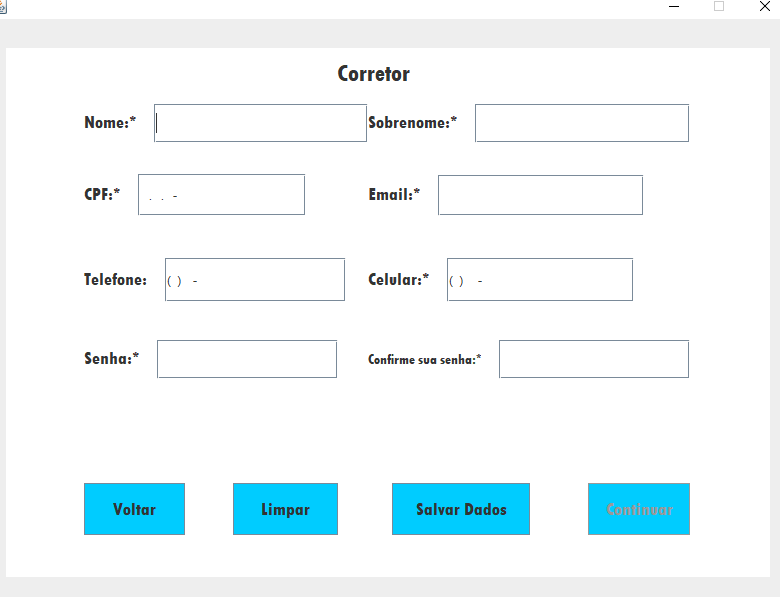 Corretor
Nome:* Sobrenome:*
CPF:* . . - Email:*
Telefone: ( ) - Celular:* ( ) -
Senha:* Confirme sua senha:*
Voltar Limpar Salvar Dados Continuar